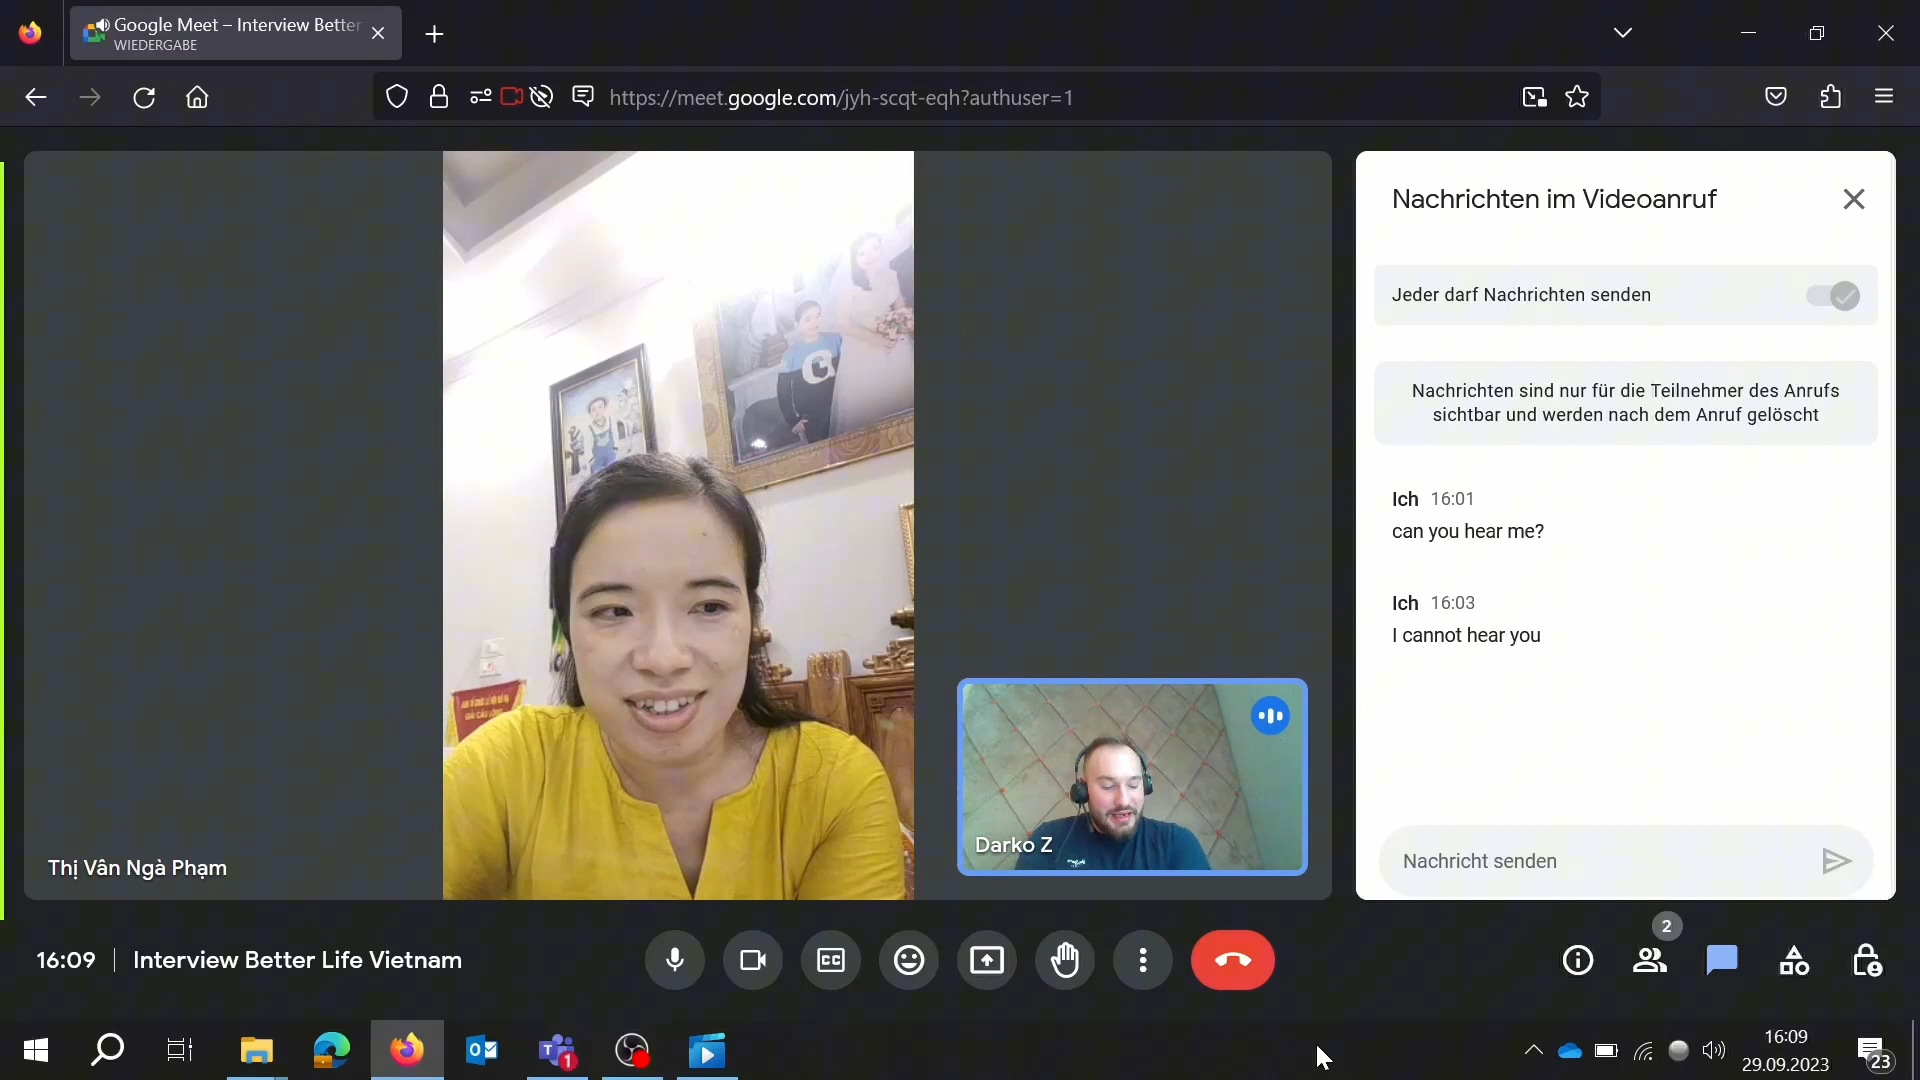 Google Meet – Interview Better
WIEDERGABE
https://meet.google.com/jyh-scqt-eqh?authuser=1
Nachrichten im Videoanruf
Jeder darf Nachrichten senden
Nachrichten sind nur für die Teilnehmer des Anrufs
sichtbar und werden nach dem Anruf gelöscht
Ich 16:01
can you hear me?
Ich 16:03
I cannot hear you
G
Darko Z
Thị Vân Ngà Phạm
Nachricht senden
2
16:09
Interview Better Life Vietnam
CC
1
16:09
29.09.2023
23